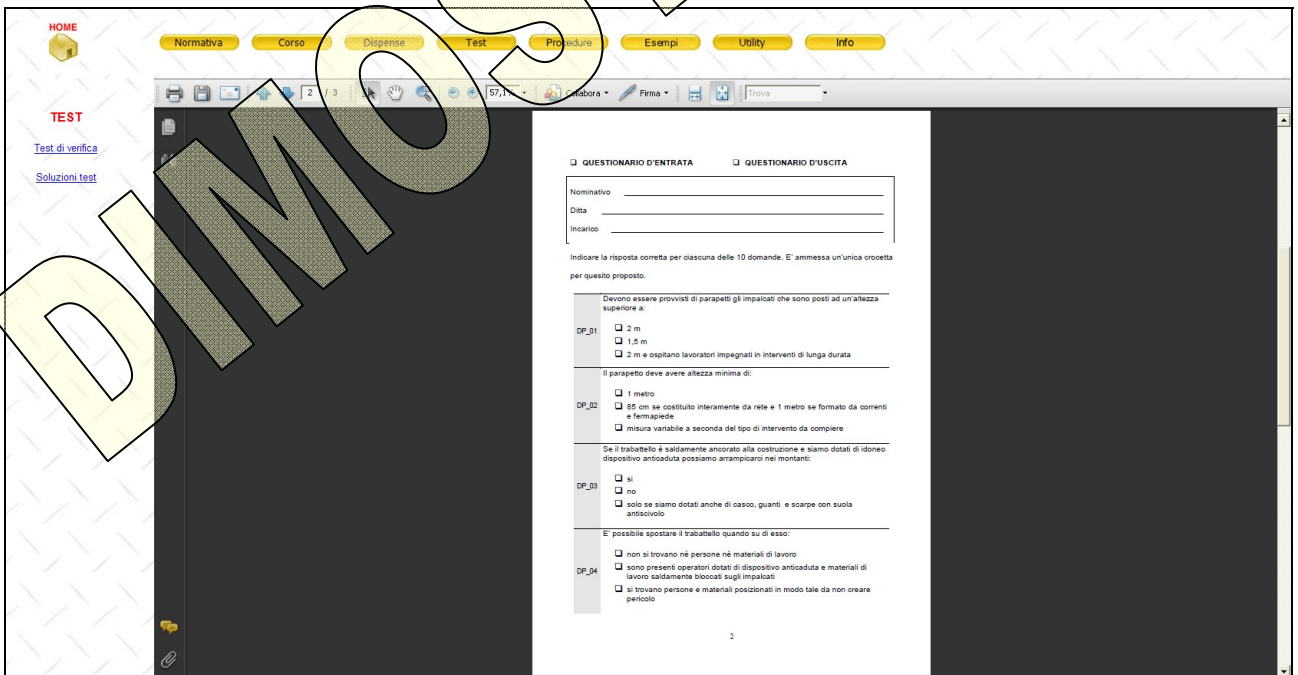 HOME
Normativa Corso Dispense Test Procedure Esempi Utility Info
2 / 3 57,1% Collabora Firma Trova
TEST
Test di verifica
Soluzioni test
❑ QUESTIONARIO D'ENTRATA ❑ QUESTIONARIO D'USCITA
Nominativo
Ditta
Incarico
Indicare la risposta corretta per ciascuna delle 10 domande. E' ammessa un'unica crocetta
per quesito proposto.
Devono essere provvisti di parapetti gli impalcati che sono posti ad un'altezza
superiore a:
DP_01
❑ 2 m
❑ 1,5 m
❑ 2 m e ospitano lavoratori impegnati in interventi di lunga durata
Il parapetto deve avere altezza minima di:
DP_02
❑ 1 metro
❑ 85 cm se costituito interamente da rete e 1 metro se formato da correnti
e fermapiede
❑ misura variabile a seconda del tipo di intervento da compiere
Se il trabattello è saldamente ancorato alla costruzione e siamo dotati di idoneo
dispositivo anticaduta possiamo arrampicarci nei montanti:
DP_03
❑ si
❑ no
❑ solo se siamo dotati anche di casco, guanti e scarpe con suola
antiscivolo
E' possibile spostare il trabattello quando su di esso:
DP_04
❑ non si trovano nè persone nè materiali di lavoro
❑ sono presenti operatori dotati di dispositivo anticaduta e materiali di
lavoro saldamente bloccati sugli impalcati
❑ si trovano persone e materiali posizionati in modo tale da non creare
pericolo
2
DIMOS